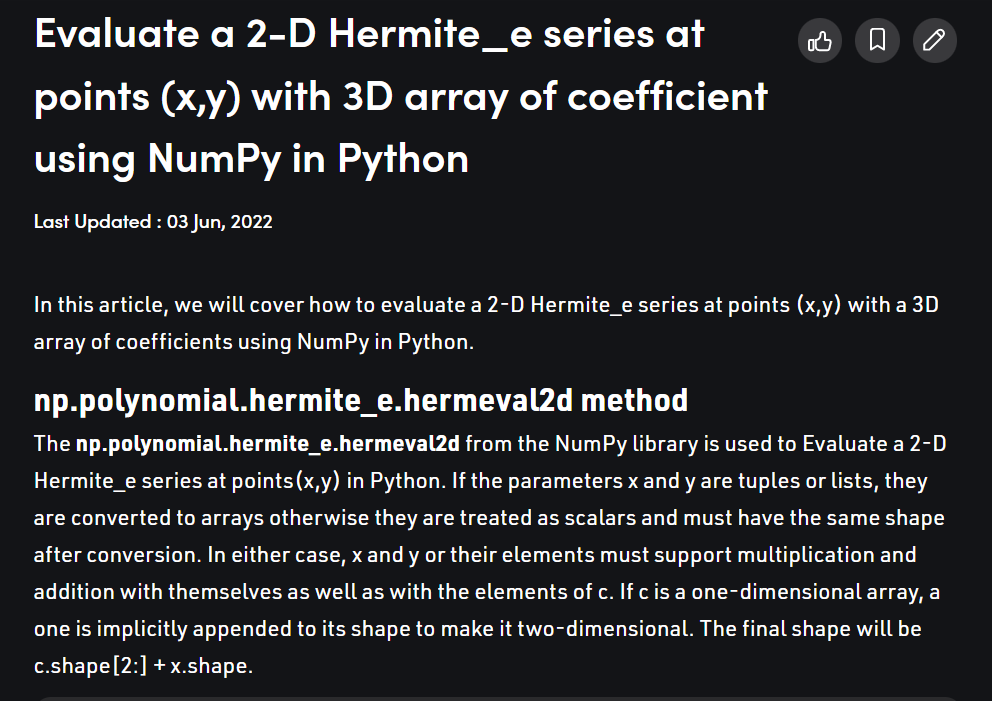 Evaluate a 2-D Hermite_e series at
points (x,y) with 3D array of coefficient
using NumPy in Python
Last Updated : 03 Jun, 2022
In this article, we will cover how to evaluate a 2-D Hermite_e series at points (x,y) with a 3D
array of coefficients using NumPy in Python.
np.polynomial.hermite_e.hermeval2d method
The np.polynomial.hermite_e.hermeval2d from the NumPy library is used to Evaluate a 2-D
Hermite_e series at points(x,y) in Python. If the parameters x and y are tuples or lists, they
are converted to arrays otherwise they are treated as scalars and must have the same shape
after conversion. In either case, x and y or their elements must support multiplication and
addition with themselves as well as with the elements of c. If c is a one-dimensional array, a
one is implicitly appended to its shape to make it two-dimensional. The final shape will be
c.shape[2:] + x.shape.